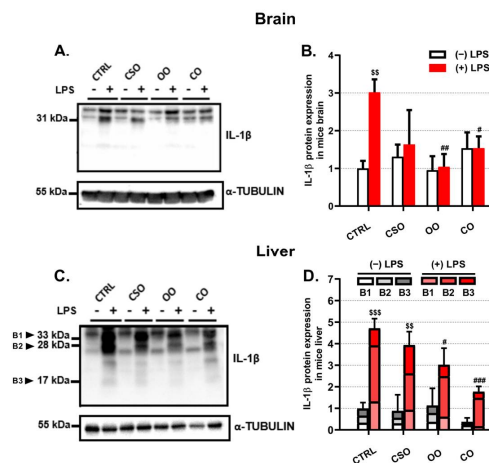 Brain
A.
CTRL CSO OO CO
LPS - + - + - + - +
31 kDa
IL-1β
55 kDa
α-TUBULIN
B.
(-) LPS
(+) LPS
IL-1β protein expression
in mice brain
4
3
2
1
0
$$
##
#
CTRL CSO OO CO
Liver
C.
CTRL CSO OO CO
LPS - + - + - + - +
B1 33 kDa
B2 28 kDa
IL-1β
B3 17 kDa
55 kDa
α-TUBULIN
D.
(-) LPS (+) LPS
B1 B2 B3 B1 B2 B3
IL-1β protein expression
in mice liver
7
6
5
4
3
2
1
0
$$$
$$
#
###
CTRL CSO OO CO